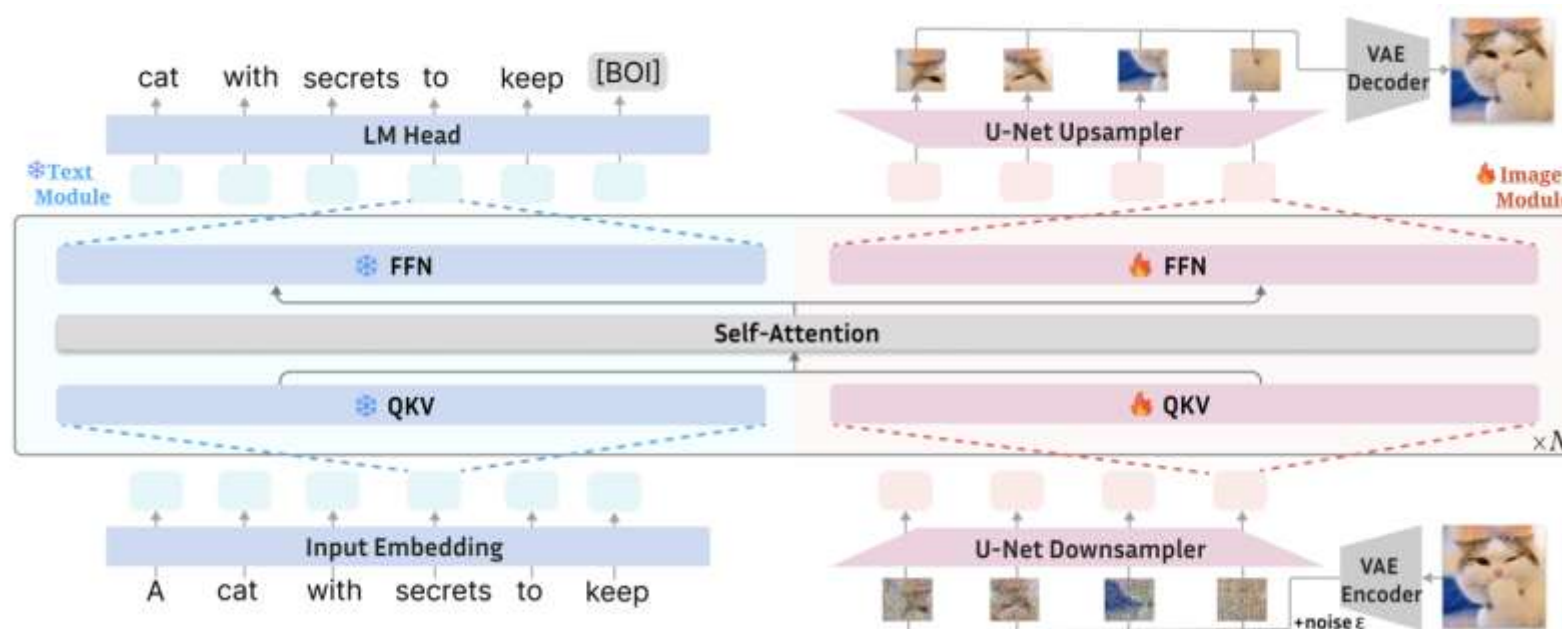 cat with secrets to keep [BOI]
VAE
Decoder
LM Head
U-Net Upsampler
Text
Module
Image
Module
FFN
FFN
Self-Attention
QKV
QKV
×N
Input Embedding
U-Net Downsampler
VAE
Encoder
A cat with secrets to keep
+noise ε